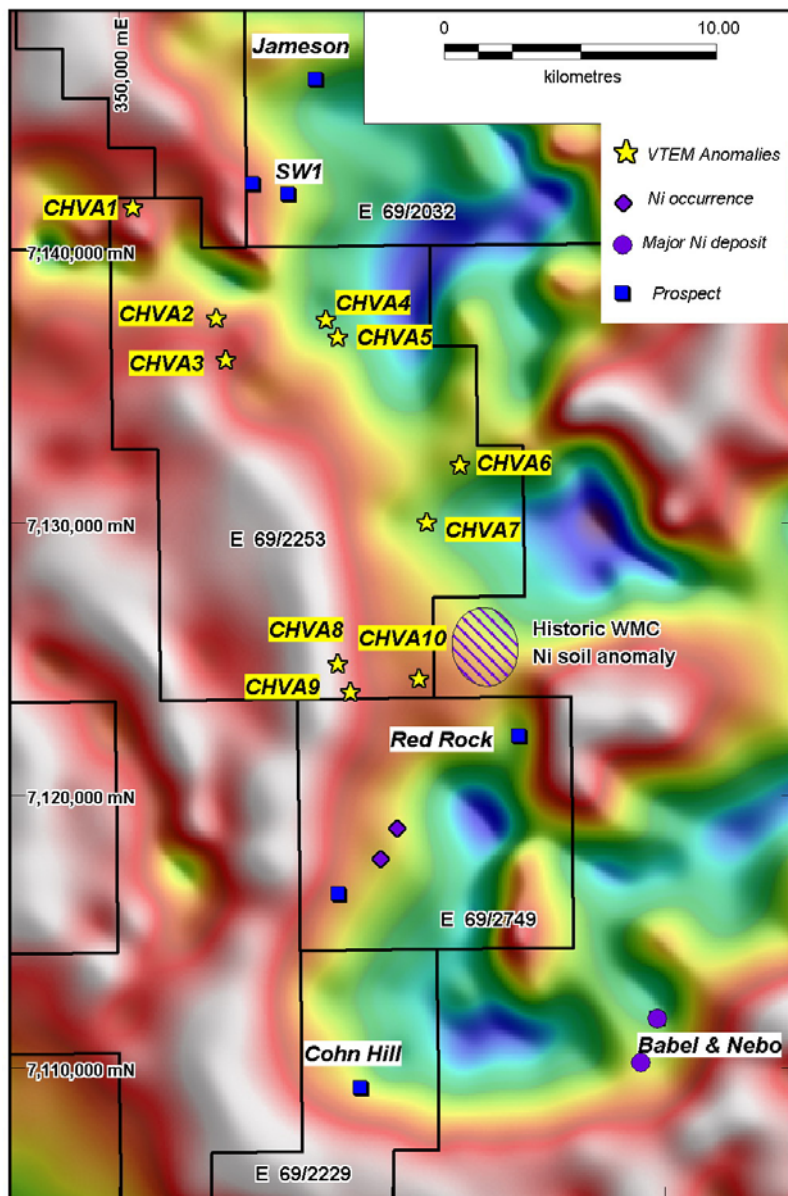 0 10.00
kilometres
350,000 mE
Jameson
SW1
VTEM Anomalies
Ni occurrence
Major Ni deposit
Prospect
CHVA1
E 69/2032
7,140,000 mN
CHVA2
CHVA4
CHVA5
CHVA3
CHVA6
7,130,000 mN
CHVA7
E 69/2253
CHVA8
CHVA10
Historic WMC
Ni soil anomaly
CHVA9
Red Rock
7,120,000 mN
E 69/2749
Babel & Nebo
Cohn Hill
7,110,000 mN
E 69/2229